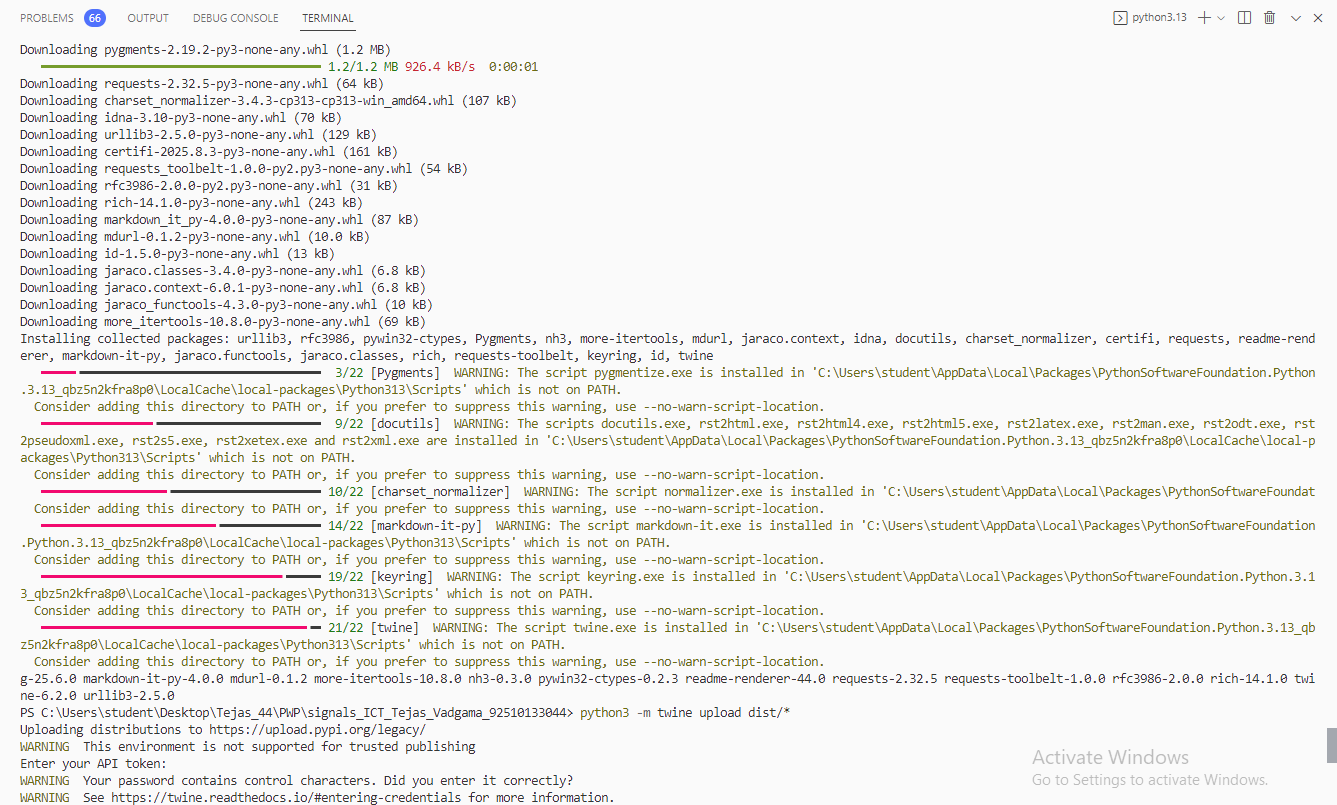 PROBLEMS 66 OUTPUT DEBUG CONSOLE TERMINAL python3.13
Downloading pygments-2.19.2-py3-none-any.whl (1.2 MB)
1.2/1.2 MB 926.4 kB/s 0:00:01
Downloading requests-2.32.5-py3-none-any.whl (64 kB)
Downloading charset_normalizer-3.4.3-cp313-cp313-win_amd64.whl (107 kB)
Downloading idna-3.10-py3-none-any.whl (70 kB)
Downloading urllib3-2.5.0-py3-none-any.whl (129 kB)
Downloading certifi-2025.8.3-py3-none-any.whl (161 kB)
Downloading requests_toolbelt-1.0.0-py2.py3-none-any.whl (54 kB)
Downloading rfc3986-2.0.0-py2.py3-none-any.whl (31 kB)
Downloading rich-14.1.0-py3-none-any.whl (243 kB)
Downloading markdown_it_py-4.0.0-py3-none-any.whl (87 kB)
Downloading mdurl-0.1.2-py3-none-any.whl (10.0 kB)
Downloading id-1.5.0-py3-none-any.whl (13 kB)
Downloading jaraco.classes-3.4.0-py3-none-any.whl (6.8 kB)
Downloading jaraco.context-6.0.1-py3-none-any.whl (6.8 kB)
Downloading jaraco_functools-4.3.0-py3-none-any.whl (10 kB)
Downloading more_itertools-10.8.0-py3-none-any.whl (69 kB)
Installing collected packages: urllib3, rfc3986, pywin32-ctypes, Pygments, nh3, more-itertools, mdurl, jaraco.context, idna, docutils, charset_normalizer, certifi, requests, readme-rend
erer, markdown-it-py, jaraco.functools, jaraco.classes, rich, requests-toolbelt, keyring, id, twine
3/22 [Pygments] WARNING: The script pygmentize.exe is installed in 'C:\Users\student\AppData\Local\Packages\PythonSoftwareFoundation.Python
.3.13_qbz5n2kfra8p0\LocalCache\local-packages\Python313\Scripts' which is not on PATH.
Consider adding this directory to PATH or, if you prefer to suppress this warning, use --no-warn-script-location.
9/22 [docutils] WARNING: The scripts docutils.exe, rst2html.exe, rst2html4.exe, rst2html5.exe, rst2latex.exe, rst2man.exe, rst2odt.exe, rst
2pseudoxml.exe, rst2s5.exe, rst2xetex.exe and rst2xml.exe are installed in 'C:\Users\student\AppData\Local\Packages\PythonSoftwareFoundation.Python.3.13_qbz5n2kfra8p0\LocalCache\local-p
ackages\Python313\Scripts' which is not on PATH.
Consider adding this directory to PATH or, if you prefer to suppress this warning, use --no-warn-script-location.
10/22 [charset_normalizer] WARNING: The script normalizer.exe is installed in 'C:\Users\student\AppData\Local\Packages\PythonSoftwareFoundat
Consider adding this directory to PATH or, if you prefer to suppress this warning, use --no-warn-script-location.
14/22 [markdown-it-py] WARNING: The script markdown-it.exe is installed in 'C:\Users\student\AppData\Local\Packages\PythonSoftwareFoundation
.Python.3.13_qbz5n2kfra8p0\LocalCache\local-packages\Python313\Scripts' which is not on PATH.
Consider adding this directory to PATH or, if you prefer to suppress this warning, use --no-warn-script-location.
19/22 [keyring] WARNING: The script keyring.exe is installed in 'C:\Users\student\AppData\Local\Packages\PythonSoftwareFoundation.Python.3.1
3_qbz5n2kfra8p0\LocalCache\local-packages\Python313\Scripts' which is not on PATH.
Consider adding this directory to PATH or, if you prefer to suppress this warning, use --no-warn-script-location.
21/22 [twine] WARNING: The script twine.exe is installed in 'C:\Users\student\AppData\Local\Packages\PythonSoftwareFoundation.Python.3.13_qb
z5n2kfra8p0\LocalCache\local-packages\Python313\Scripts' which is not on PATH.
Consider adding this directory to PATH or, if you prefer to suppress this warning, use --no-warn-script-location.
g-25.6.0 markdown-it-py-4.0.0 mdurl-0.1.2 more-itertools-10.8.0 nh3-0.3.0 pywin32-ctypes-0.2.3 readme-renderer-44.0 requests-2.32.5 requests-toolbelt-1.0.0 rfc3986-2.0.0 rich-14.1.0 twi
ne-6.2.0 urllib3-2.5.0
PS C:\Users\student\Desktop\Tejas_44\PWP\signals_ICT_Tejas_Vadgama_92510133044> python3 -m twine upload dist/*
Uploading distributions to https://upload.pypi.org/legacy/
WARNING This environment is not supported for trusted publishing
Enter your API token:
WARNING Your password contains control characters. Did you enter it correctly?
WARNING See https://twine.readthedocs.io/#entering-credentials for more information.
Activate Windows
Go to Settings to activate Windows.